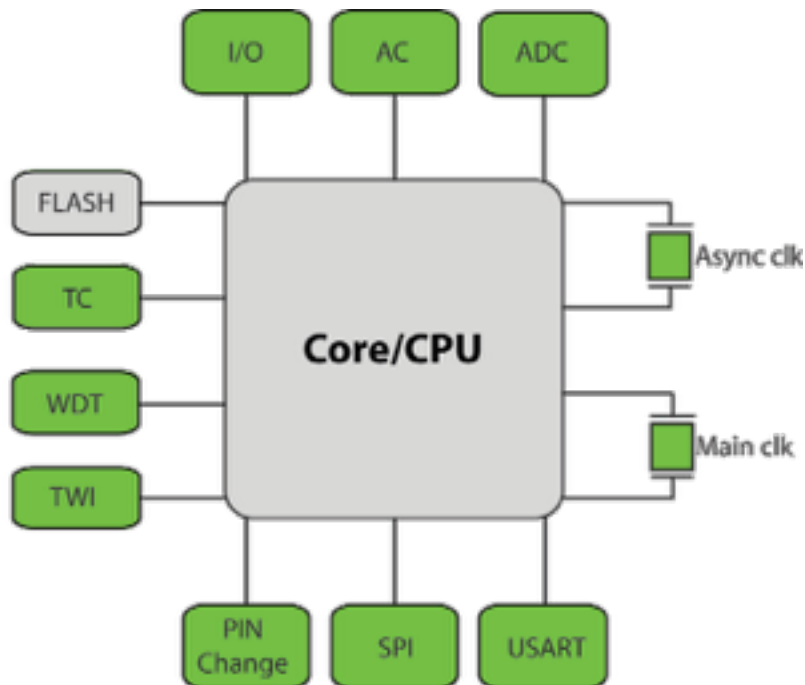 I/O
AC
ADC
FLASH
TC
WDT
TWI
Core/CPU
Async clk
Main clk
PIN
Change
SPI
USART